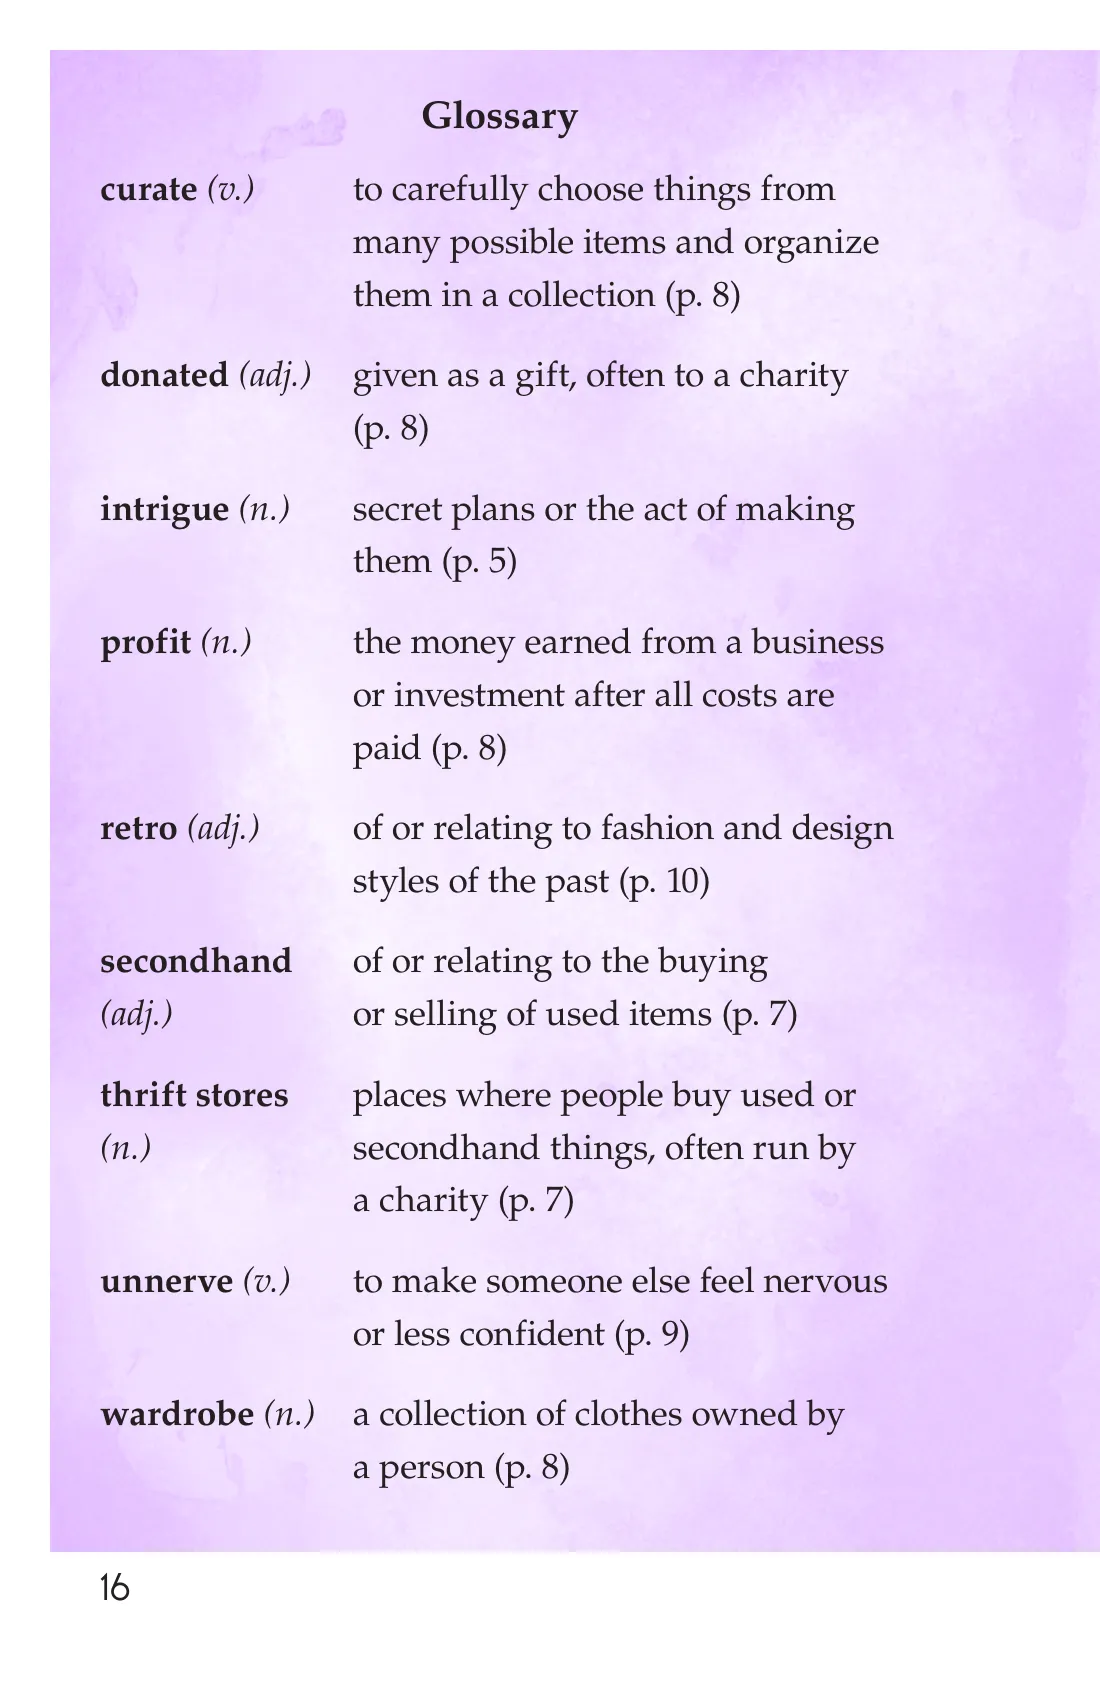 Glossary
curate (v.) to carefully choose things from
many possible items and organize
them in a collection (p. 8)
donated (adj.) given as a gift, often to a charity
(p. 8)
intrigue (n.) secret plans or the act of making
them (p. 5)
profit (n.) the money earned from a business
or investment after all costs are
paid (p. 8)
retro (adj.) of or relating to fashion and design
styles of the past (p. 10)
secondhand of or relating to the buying
(adj.) or selling of used items (p. 7)
thrift stores places where people buy used or
(n.) secondhand things, often run by
a charity (p. 7)
unnerve (v.) to make someone else feel nervous
or less confident (p. 9)
wardrobe (n.) a collection of clothes owned by
a person (p. 8)
16